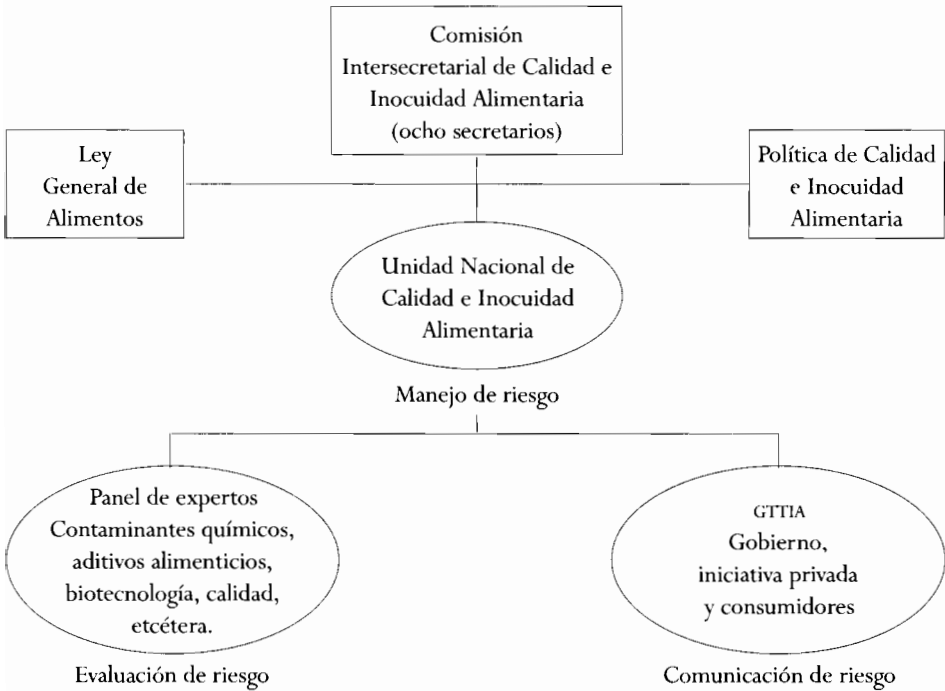 Comisión
Intersecretarial de Calidad e
Inocuidad Alimentaria
(ocho secretarios)
Ley
General de
Alimentos
Política de Calidad
e Inocuidad
Alimentaria
Unidad Nacional de
Calidad e Inocuidad
Alimentaria
Manejo de riesgo
Panel de expertos
Contaminantes químicos,
aditivos alimenticios,
biotecnología, calidad,
etcétera.
Evaluación de riesgo
GTTIA
Gobierno,
iniciativa privada
y consumidores
Comunicación de riesgo